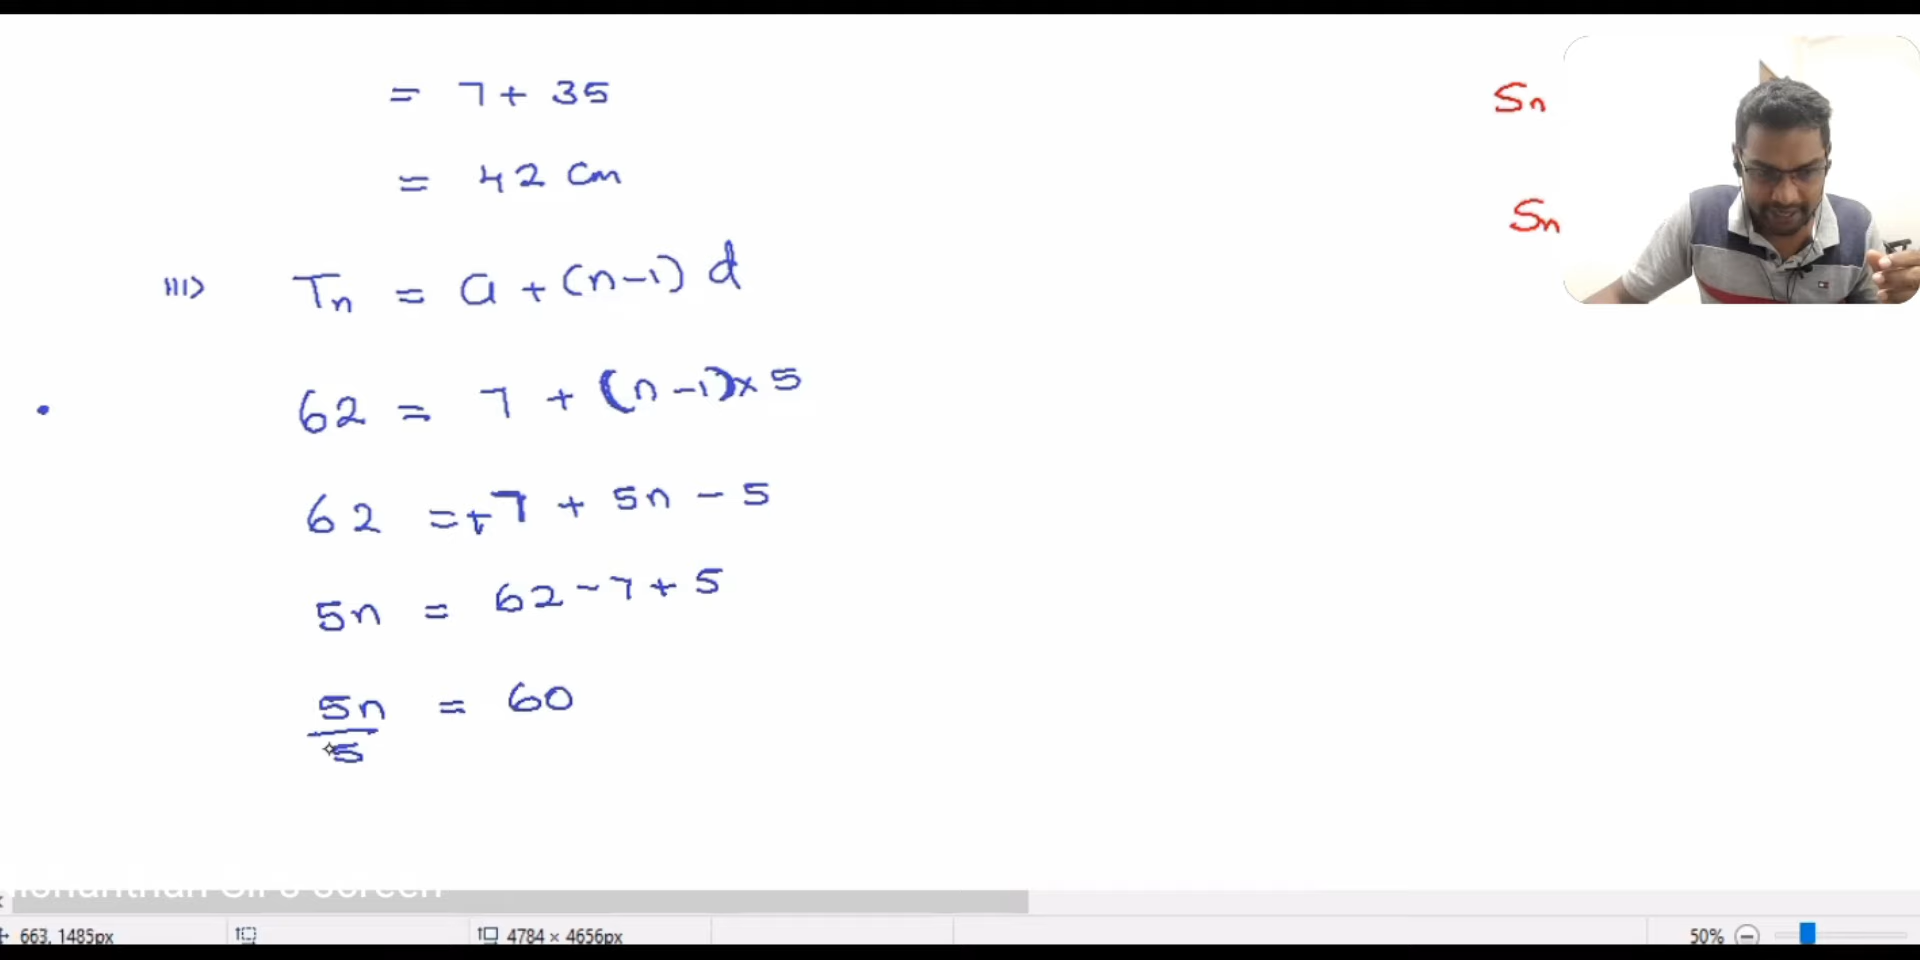 = 7 + 35
= 42 cm
III> Tn = a + (n-1) d
62 = 7 + (n-1)× 5
62 =+7 + 5n - 5
5n = 62 - 7 + 5
5n = 60
5
Sn
Sn
Screen
663, 1485px
4784 × 4656px
50%